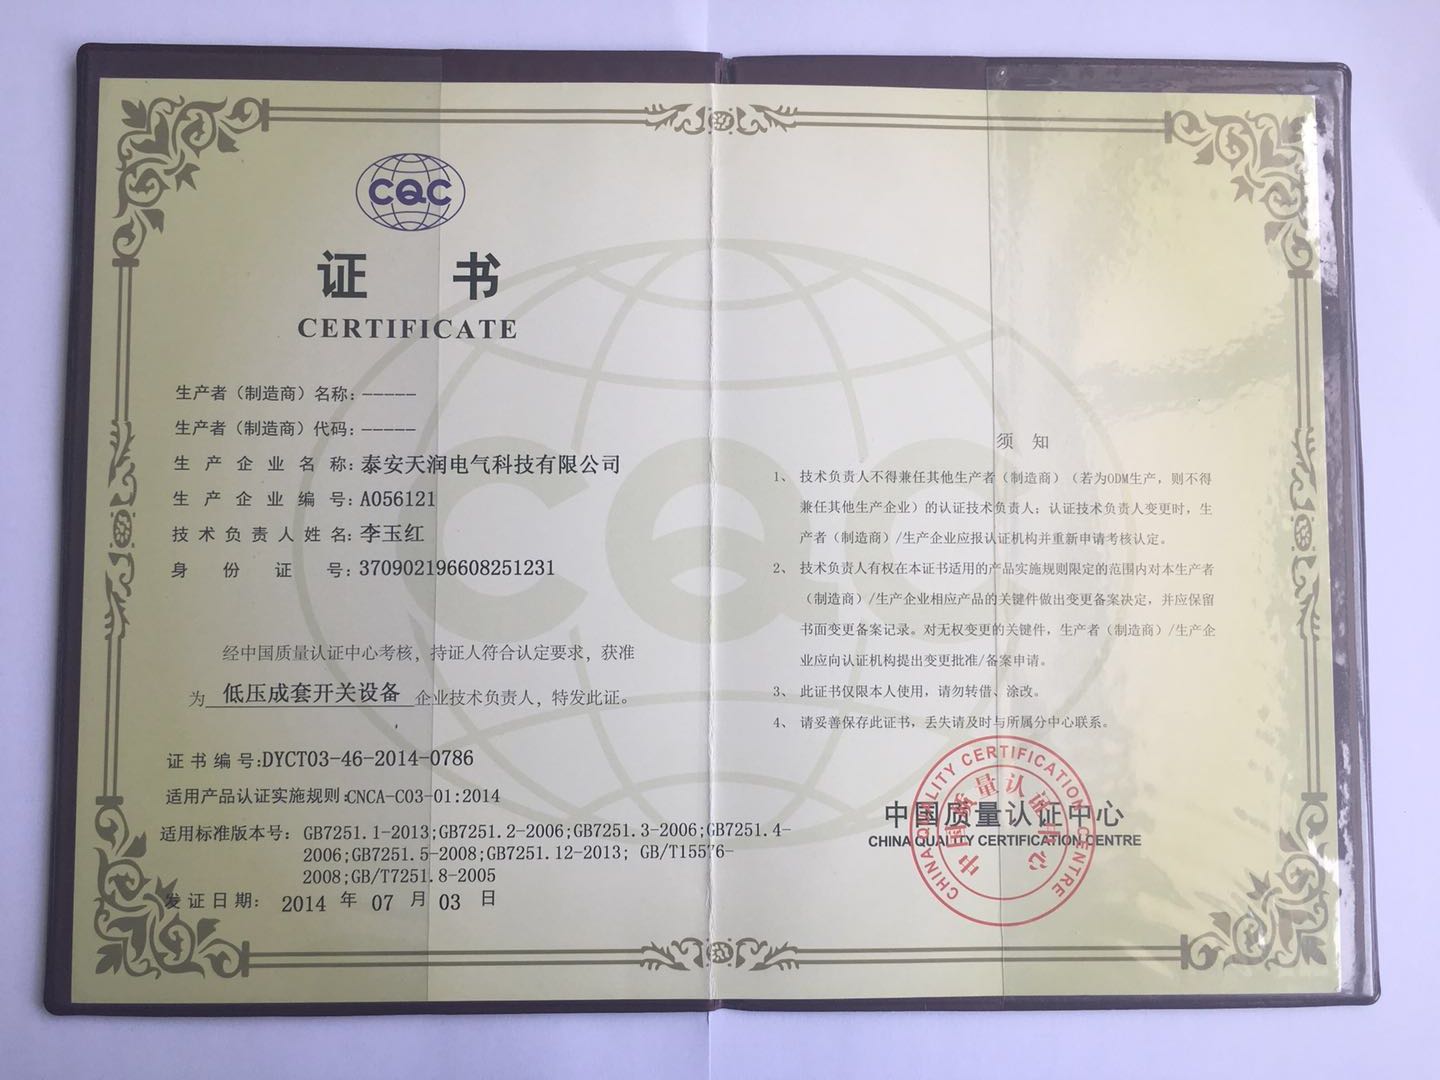 CQC
证 书
CERTIFICATE
生产者（制造商）名称：-----
生产者（制造商）代码：-----
生产企业名称：泰安天润电气科技有限公司
生产企业编号：A056121
技术负责人姓名：李玉红
身份证号：370902196608251231
经中国质量认证中心考核，持证人符合认定要求，获准
为 低压成套开关设备 企业技术负责人，特发此证。
证书编号：DYCT03-46-2014-0786
适用产品认证实施规则：CNCA-C03-01:2014
适用标准版本号：GB7251.1-2013;GB7251.2-2006;GB7251.3-2006;GB7251.4-
2006;GB7251.5-2008;GB7251.12-2013; GB/T15576-
2008;GB/T7251.8-2005
发证日期： 2014 年 07 月 03 日
CQC
须 知
1、 技术负责人不得兼任其他生产者（制造商）（若为ODM生产，则不得
兼任其他生产企业）的认证技术负责人；认证技术负责人变更时，生
产者（制造商）/生产企业应报认证机构并重新申请考核认定。
2、 技术负责人有权在本证书适用的产品实施规则限定的范围内对本生产者
（制造商）/生产企业相应产品的关键件做出变更备案决定，并应保留
书面变更备案记录。对无权变更的关键件，生产者（制造商）/生产企
业应向认证机构提出变更批准/备案申请。
3、 此证书仅限本人使用，请勿转借、涂改。
4、 请妥善保存此证书，丢失请及时与所属分中心联系。
中国质量认证中心
CHINA QUALITY CERTIFICATION CENTRE
CHINA QUALITY CERTIFICATION CENTRE
中国质量认证中心